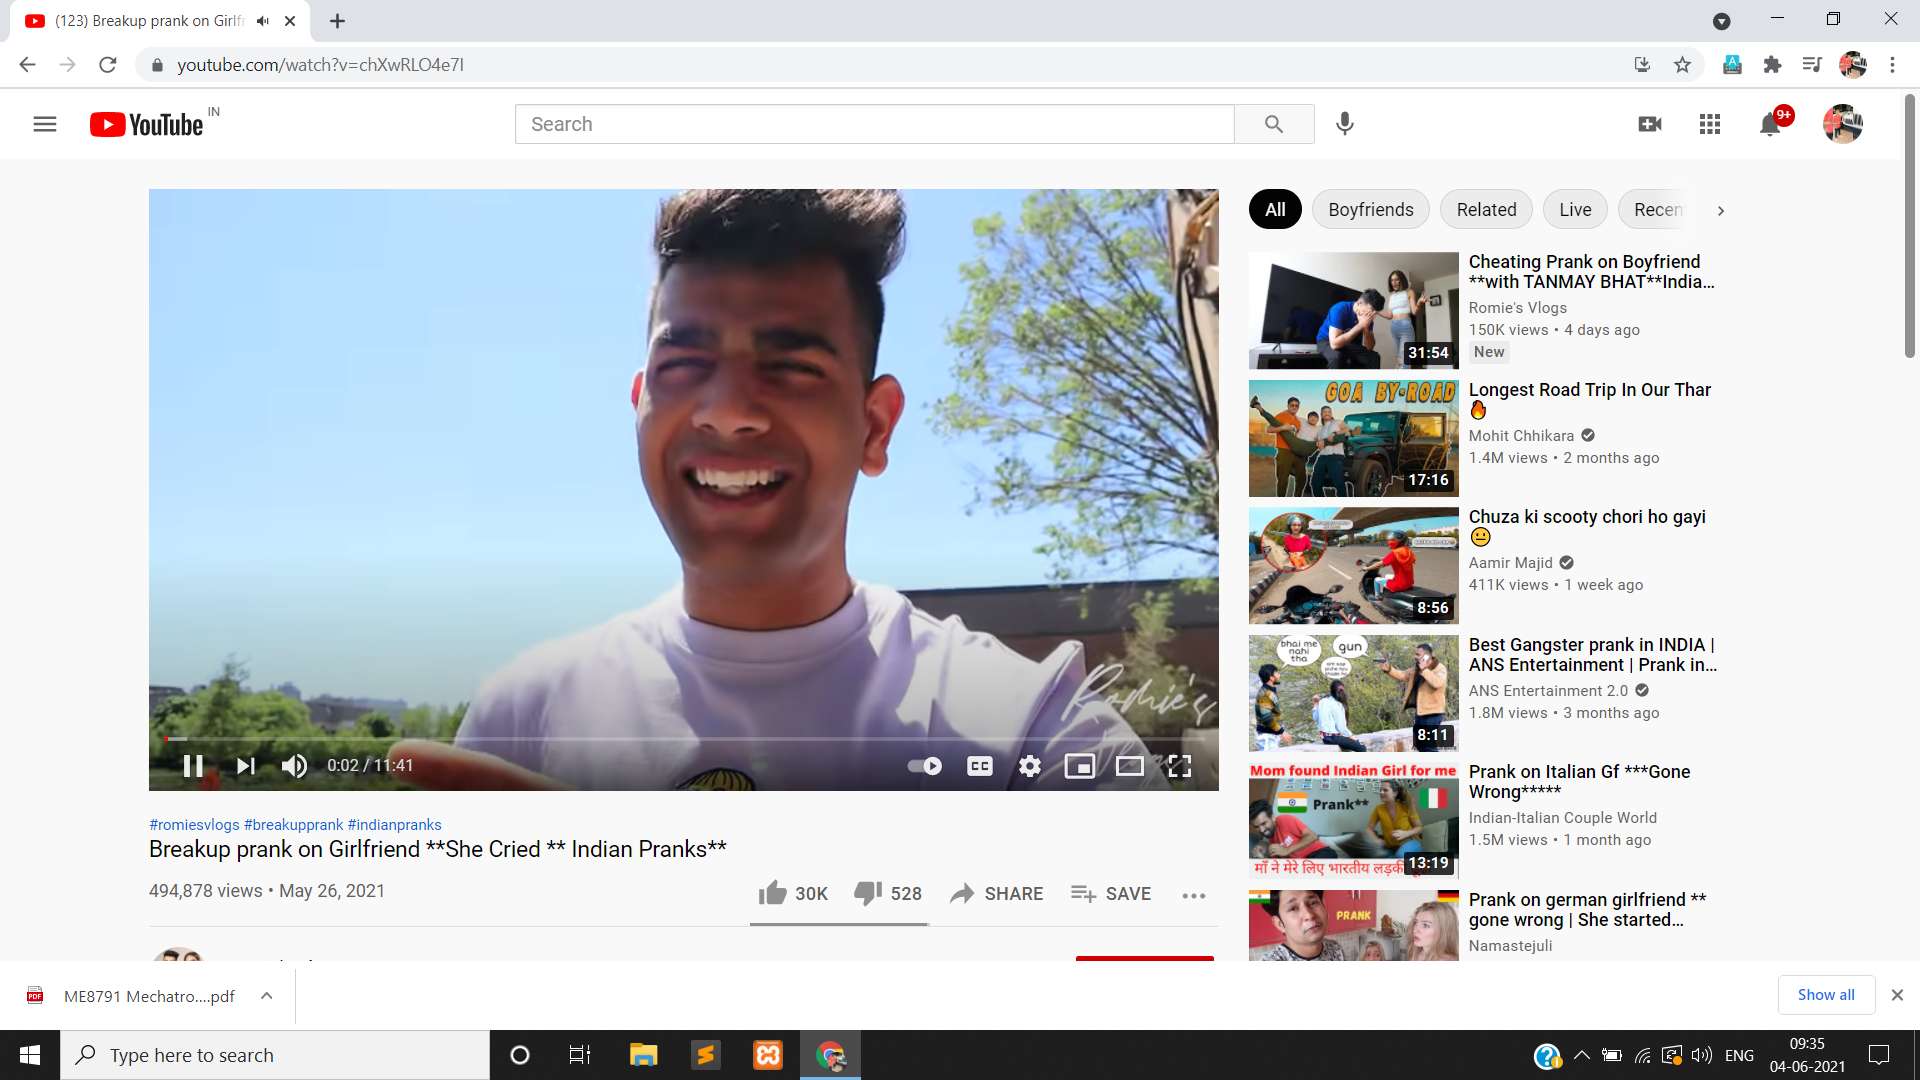 (123) Breakup prank on Girlf
youtube.com/watch?v=chXwRLO4e7I
YouTube IN
Search
9+
All
Boyfriends
Related
Live
Recen
Romie's
0:02 / 11:41
CC
#romiesvlogs #breakupprank #indianpranks
Breakup prank on Girlfriend **She Cried ** Indian Pranks**
494,878 views • May 26, 2021
30K
528
SHARE
SAVE
31:54
Cheating Prank on Boyfriend
**with TANMAY BHAT**India...
Romie's Vlogs
150K views • 4 days ago
New
GOA BY-ROAD
17:16
Longest Road Trip In Our Thar
🔥
Mohit Chhikara
1.4M views • 2 months ago
8:56
Chuza ki scooty chori ho gayi
😐
Aamir Majid
411K views • 1 week ago
bhai me
nahi
tha
gun
8:11
Best Gangster prank in INDIA |
ANS Entertainment | Prank in...
ANS Entertainment 2.0
1.8M views • 3 months ago
Mom found Indian Girl for me
Prank**
माँ ने मेरे लिए भारतीय
13:19
Prank on Italian Gf ***Gone
Wrong*****
Indian-Italian Couple World
1.5M views • 1 month ago
PRANK
Prank on german girlfriend **
gone wrong | She started...
Namastejuli
PDF
ME8791 Mechatro....pdf
Show all
Type here to search
ENG
09:35
04-06-2021